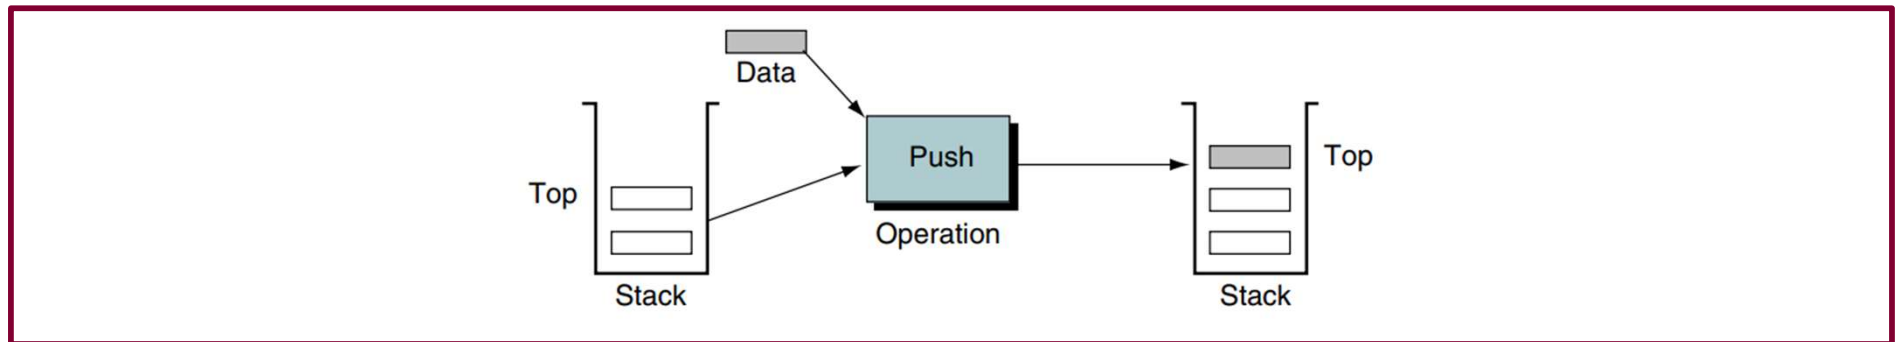 Data
Push
Top
Top
Operation
Stack
Stack